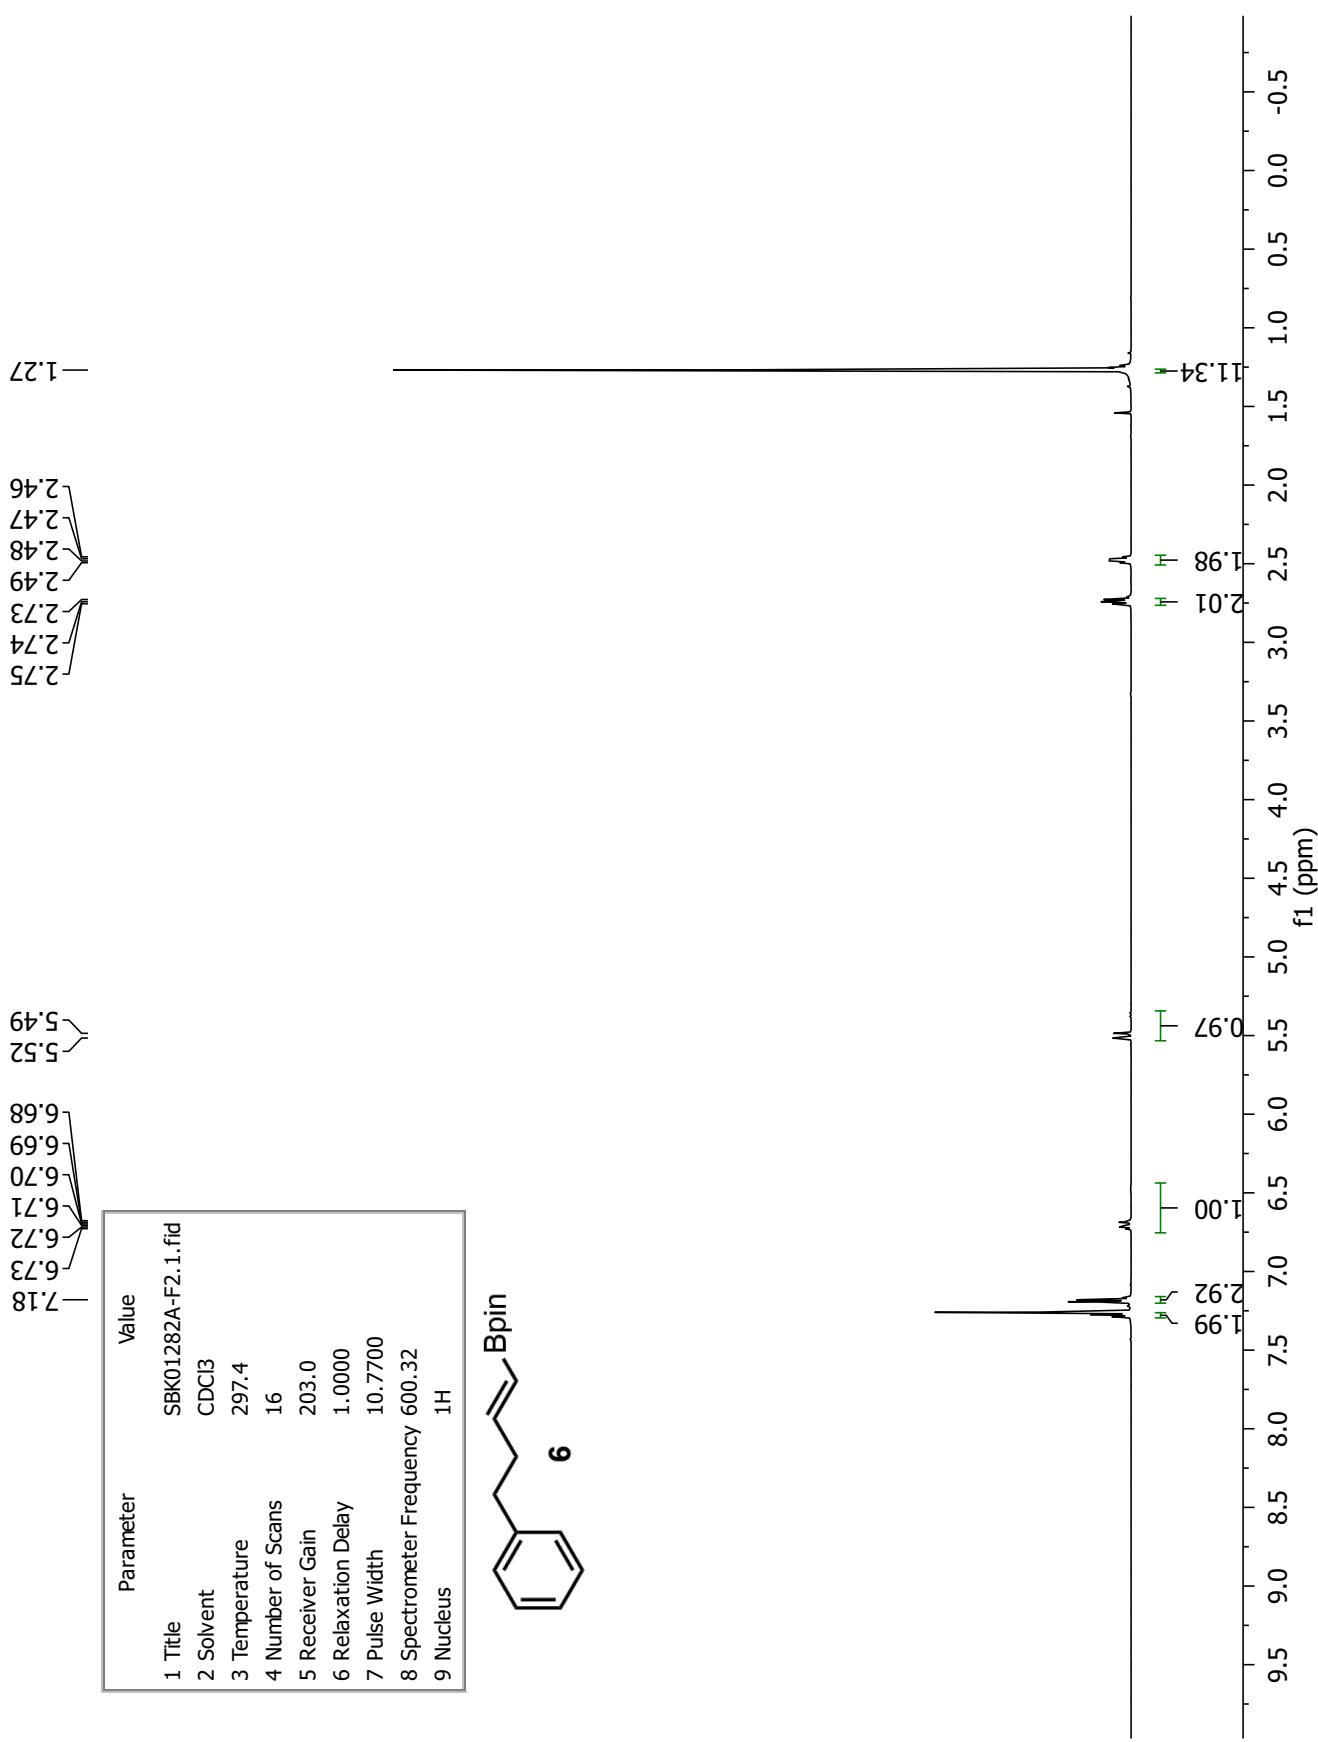 Parameter Value
1 Title SBK01282A-F2.1.fid
2 Solvent CDCl3
3 Temperature 297.4
4 Number of Scans 16
5 Receiver Gain 203.0
6 Relaxation Delay 1.0000
7 Pulse Width 10.7700
8 Spectrometer Frequency 600.32
9 Nucleus 1H
Bpin
6
7.18
6.73
6.72
6.71
6.70
6.69
6.68
5.52
5.49
2.75
2.74
2.73
2.49
2.48
2.47
2.46
1.27
1.99
2.92
1.00
0.97
2.01
1.98
11.34
9.5 9.0 8.5 8.0 7.5 7.0 6.5 6.0 5.5 5.0 4.5 4.0 3.5 3.0 2.5 2.0 1.5 1.0 0.5 0.0 -0.5
f1 (ppm)